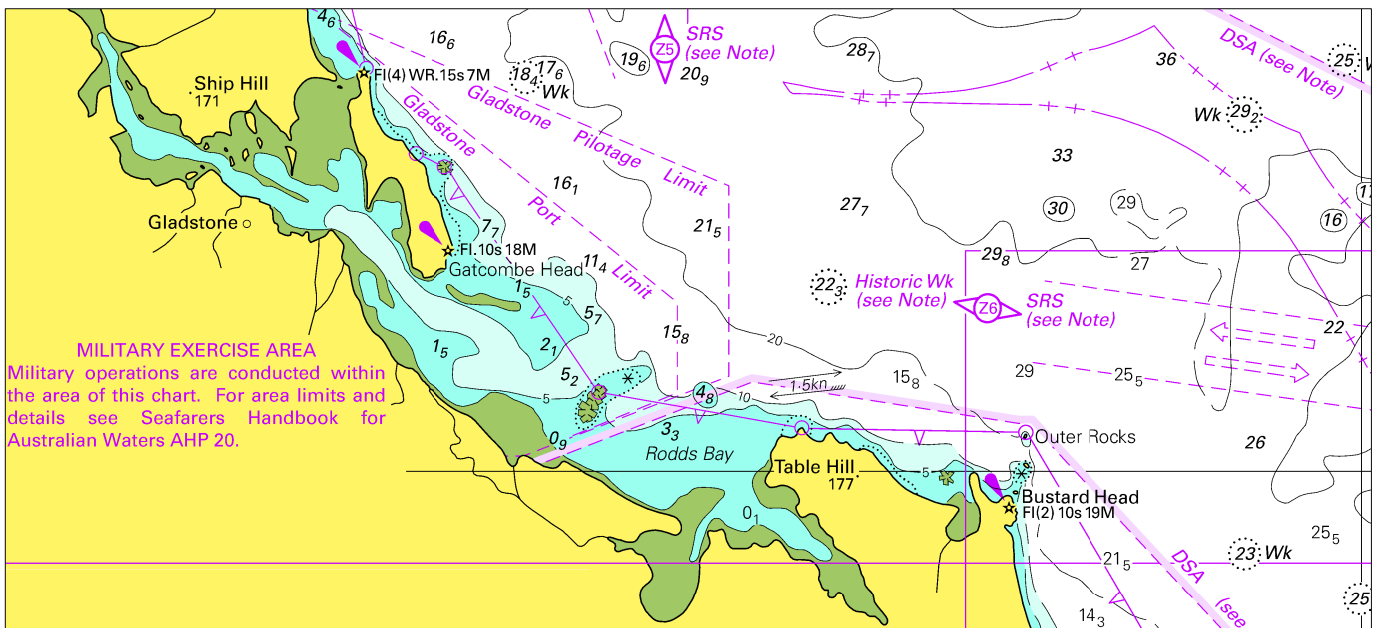 4₆
16₆
Z5
SRS
(see Note)
19₆
20₉
28₇
36
DSA (see Note)
25
Ship Hill
171
Fl(4) WR.15s 7M
18₄
17₆
Wk
Gladstone Pilotage Limit
Gladstone Port Limit
Wk
29₂
33
16₁
27₇
30
29
16
Gladstone
7₇
21₅
Fl.10s 18M
Gatcombe Head
11₄
29₈
27
1₅
5
5₇
22₃
Historic Wk
(see Note)
Z6
SRS
(see Note)
15₈
22
20
1₅
2₁
MILITARY EXERCISE AREA
Military operations are conducted within
the area of this chart. For area limits and
details see Seafarers Handbook for
Australian Waters AHP 20.
5₂
1·5kn
15₈
29
25₅
5
4₈
10
0₉
3₃
Rodds Bay
Outer Rocks
26
Table Hill
177
5
Bustard Head
Fl(2) 10s 19M
0₁
25₅
23
Wk
21₅
DSA (see
25
14₃